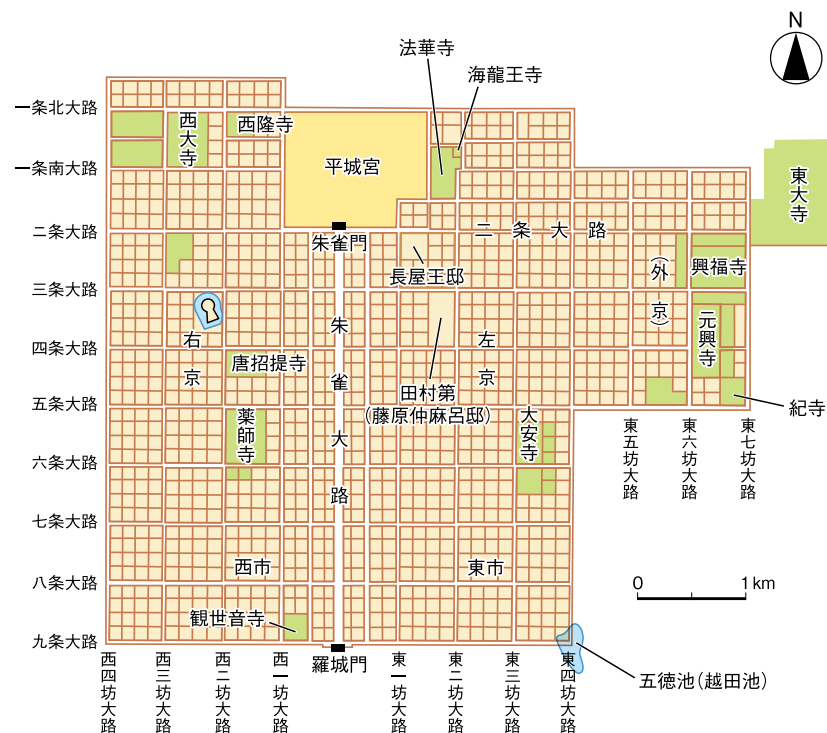 N
法華寺
海龍王寺
一条北大路
西大寺
西隆寺
一条南大路
平城宮
東大寺
二条大路
朱雀門
二条大路
長屋王邸
(外京)
興福寺
三条大路
朱雀大路
右京
左京
元興寺
四条大路
唐招提寺
田村第
(藤原仲麻呂邸)
五条大路
紀寺
薬師寺
大安寺
東五坊大路
東六坊大路
東七坊大路
六条大路
七条大路
西市
東市
八条大路
0
1km
観世音寺
九条大路
羅城門
五徳池(越田池)
西四坊大路
西三坊大路
西二坊大路
西一坊大路
東一坊大路
東二坊大路
東三坊大路
東四坊大路